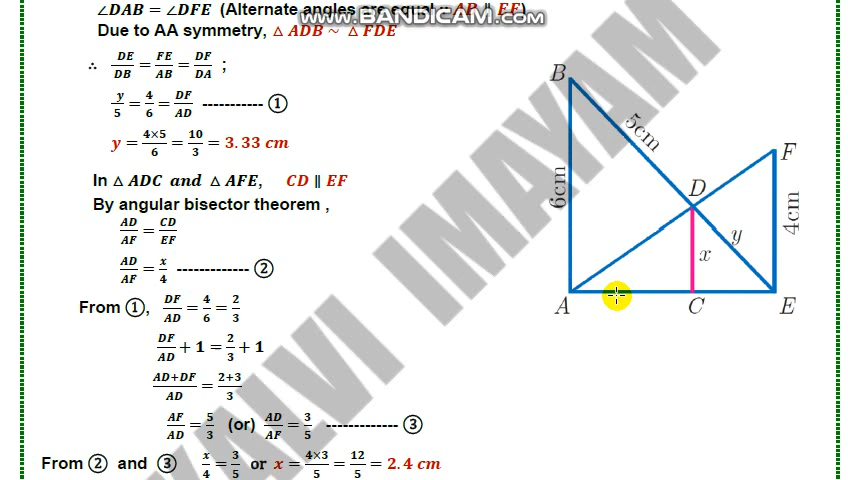 ∠DAB = ∠DFE (Alternate angles are equal ∵ AB ∥ EF)
WWW.BANDICAM.COM
Due to AA symmetry, △ ADB ~ △ FDE
∴ DE/DB = FE/AB = DF/DA ;
y/5 = 4/6 = DF/AD ----------- ①
y = 4×5/6 = 10/3 = 3.33 cm
In △ ADC and △ AFE, CD ∥ EF
By angular bisector theorem ,
AD/AF = CD/EF
AD/AF = x/4 ------------- ②
From ①, DF/AD = 4/6 = 2/3
DF/AD + 1 = 2/3 + 1
AD+DF/AD = 2+3/3
AF/AD = 5/3 (or) AD/AF = 3/5 ------------- ③
From ② and ③ x/4 = 3/5 or x = 4×3/5 = 12/5 = 2.4 cm
B
5cm
F
D
6cm
4cm
y
x
A
C
E
KALVI IMAYAM